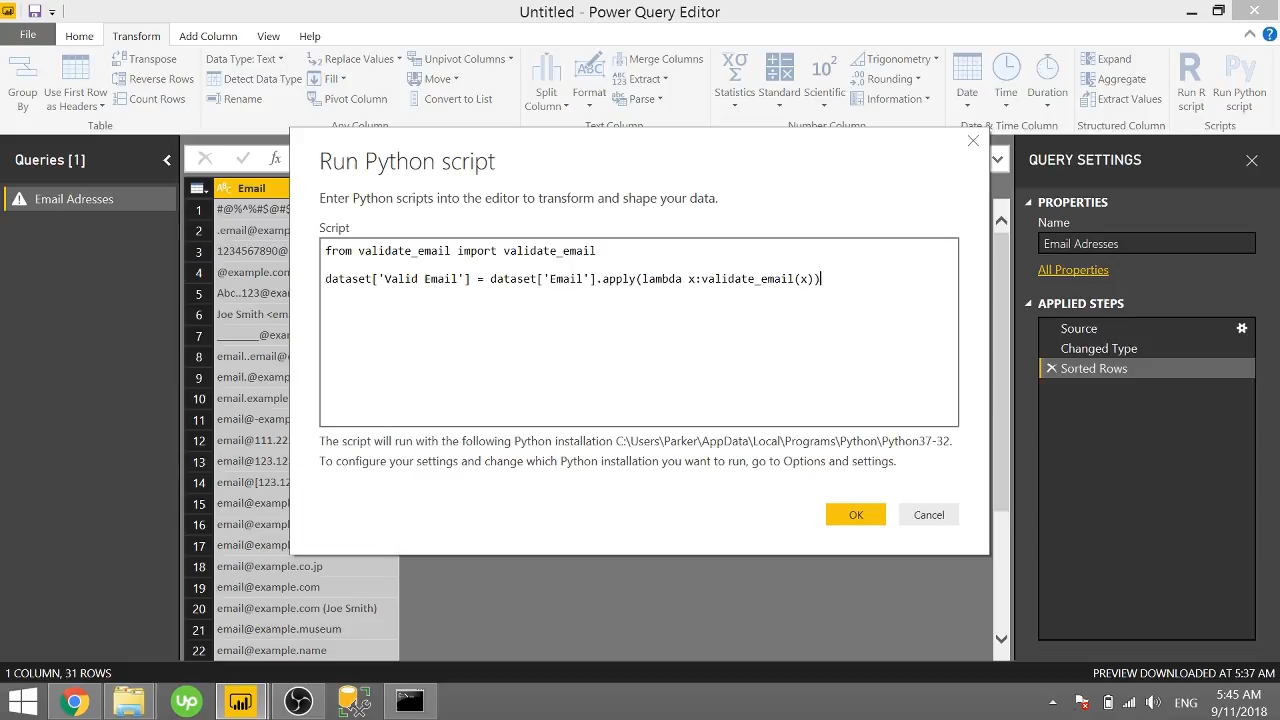 Untitled - Power Query Editor
File
Home
Transform
Add Column
View
Help
Group By
Use First Row as Headers
Transpose
Reverse Rows
Count Rows
Table
Data Type: Text
Detect Data Type
Rename
Replace Values
Fill
Pivot Column
Unpivot Columns
Move
Convert to List
Any Column
Split Column
Format
Merge Columns
Extract
Parse
Text Column
Statistics
Standard
Scientific
Trigonometry
Rounding
Information
Number Column
Date
Time
Duration
Date & Time Column
Expand
Aggregate
Extract Values
Structured Column
Run R script
Run Python script
Scripts
Queries [1]
Email Adresses
Email
1 #@%^%#$@#$
2 .email@examp
3 1234567890@
4 @example.com
5 Abc..123@exam
6 Joe Smith <ema
7 _______@exam
8 email..email@e
9 email.@examp
10 email.example
11 email@-examp
12 email@111.22
13 email@123.12
14 email@[123.12
15 email@examp
16 email@examp
17 email@examp
18 email@example.co.jp
19 email@example.com
20 email@example.com (Joe Smith)
21 email@example.museum
22 email@example.name
Run Python script
Enter Python scripts into the editor to transform and shape your data.
Script
from validate_email import validate_email
dataset['Valid Email'] = dataset['Email'].apply(lambda x:validate_email(x))
The script will run with the following Python installation C:\Users\Parker\AppData\Local\Programs\Python\Python37-32.
To configure your settings and change which Python installation you want to run, go to Options and settings.
OK
Cancel
QUERY SETTINGS
PROPERTIES
Name
Email Adresses
All Properties
APPLIED STEPS
Source
Changed Type
Sorted Rows
1 COLUMN, 31 ROWS
PREVIEW DOWNLOADED AT 5:37 AM
ENG
5:45 AM
9/11/2018